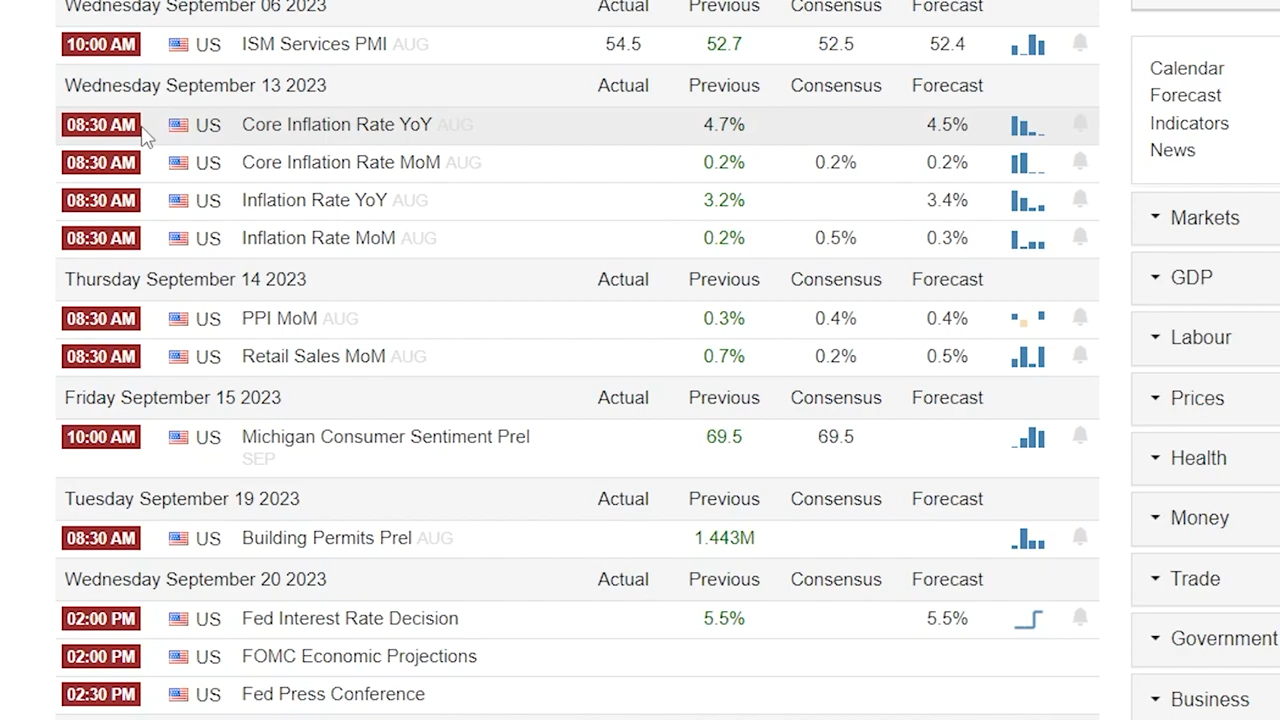 Wednesday September 06 2023 Actual Previous Consensus Forecast
10:00 AM US ISM Services PMI AUG 54.5 52.7 52.5 52.4
Wednesday September 13 2023 Actual Previous Consensus Forecast
08:30 AM US Core Inflation Rate YoY AUG 4.7% 4.5%
08:30 AM US Core Inflation Rate MoM AUG 0.2% 0.2% 0.2%
08:30 AM US Inflation Rate YoY AUG 3.2% 3.4%
08:30 AM US Inflation Rate MoM AUG 0.2% 0.5% 0.3%
Thursday September 14 2023 Actual Previous Consensus Forecast
08:30 AM US PPI MoM AUG 0.3% 0.4% 0.4%
08:30 AM US Retail Sales MoM AUG 0.7% 0.2% 0.5%
Friday September 15 2023 Actual Previous Consensus Forecast
10:00 AM US Michigan Consumer Sentiment Prel 69.5 69.5
SEP
Tuesday September 19 2023 Actual Previous Consensus Forecast
08:30 AM US Building Permits Prel AUG 1.443M
Wednesday September 20 2023 Actual Previous Consensus Forecast
02:00 PM US Fed Interest Rate Decision 5.5% 5.5%
02:00 PM US FOMC Economic Projections
02:30 PM US Fed Press Conference
Calendar
Forecast
Indicators
News
Markets
GDP
Labour
Prices
Health
Money
Trade
Government
Business